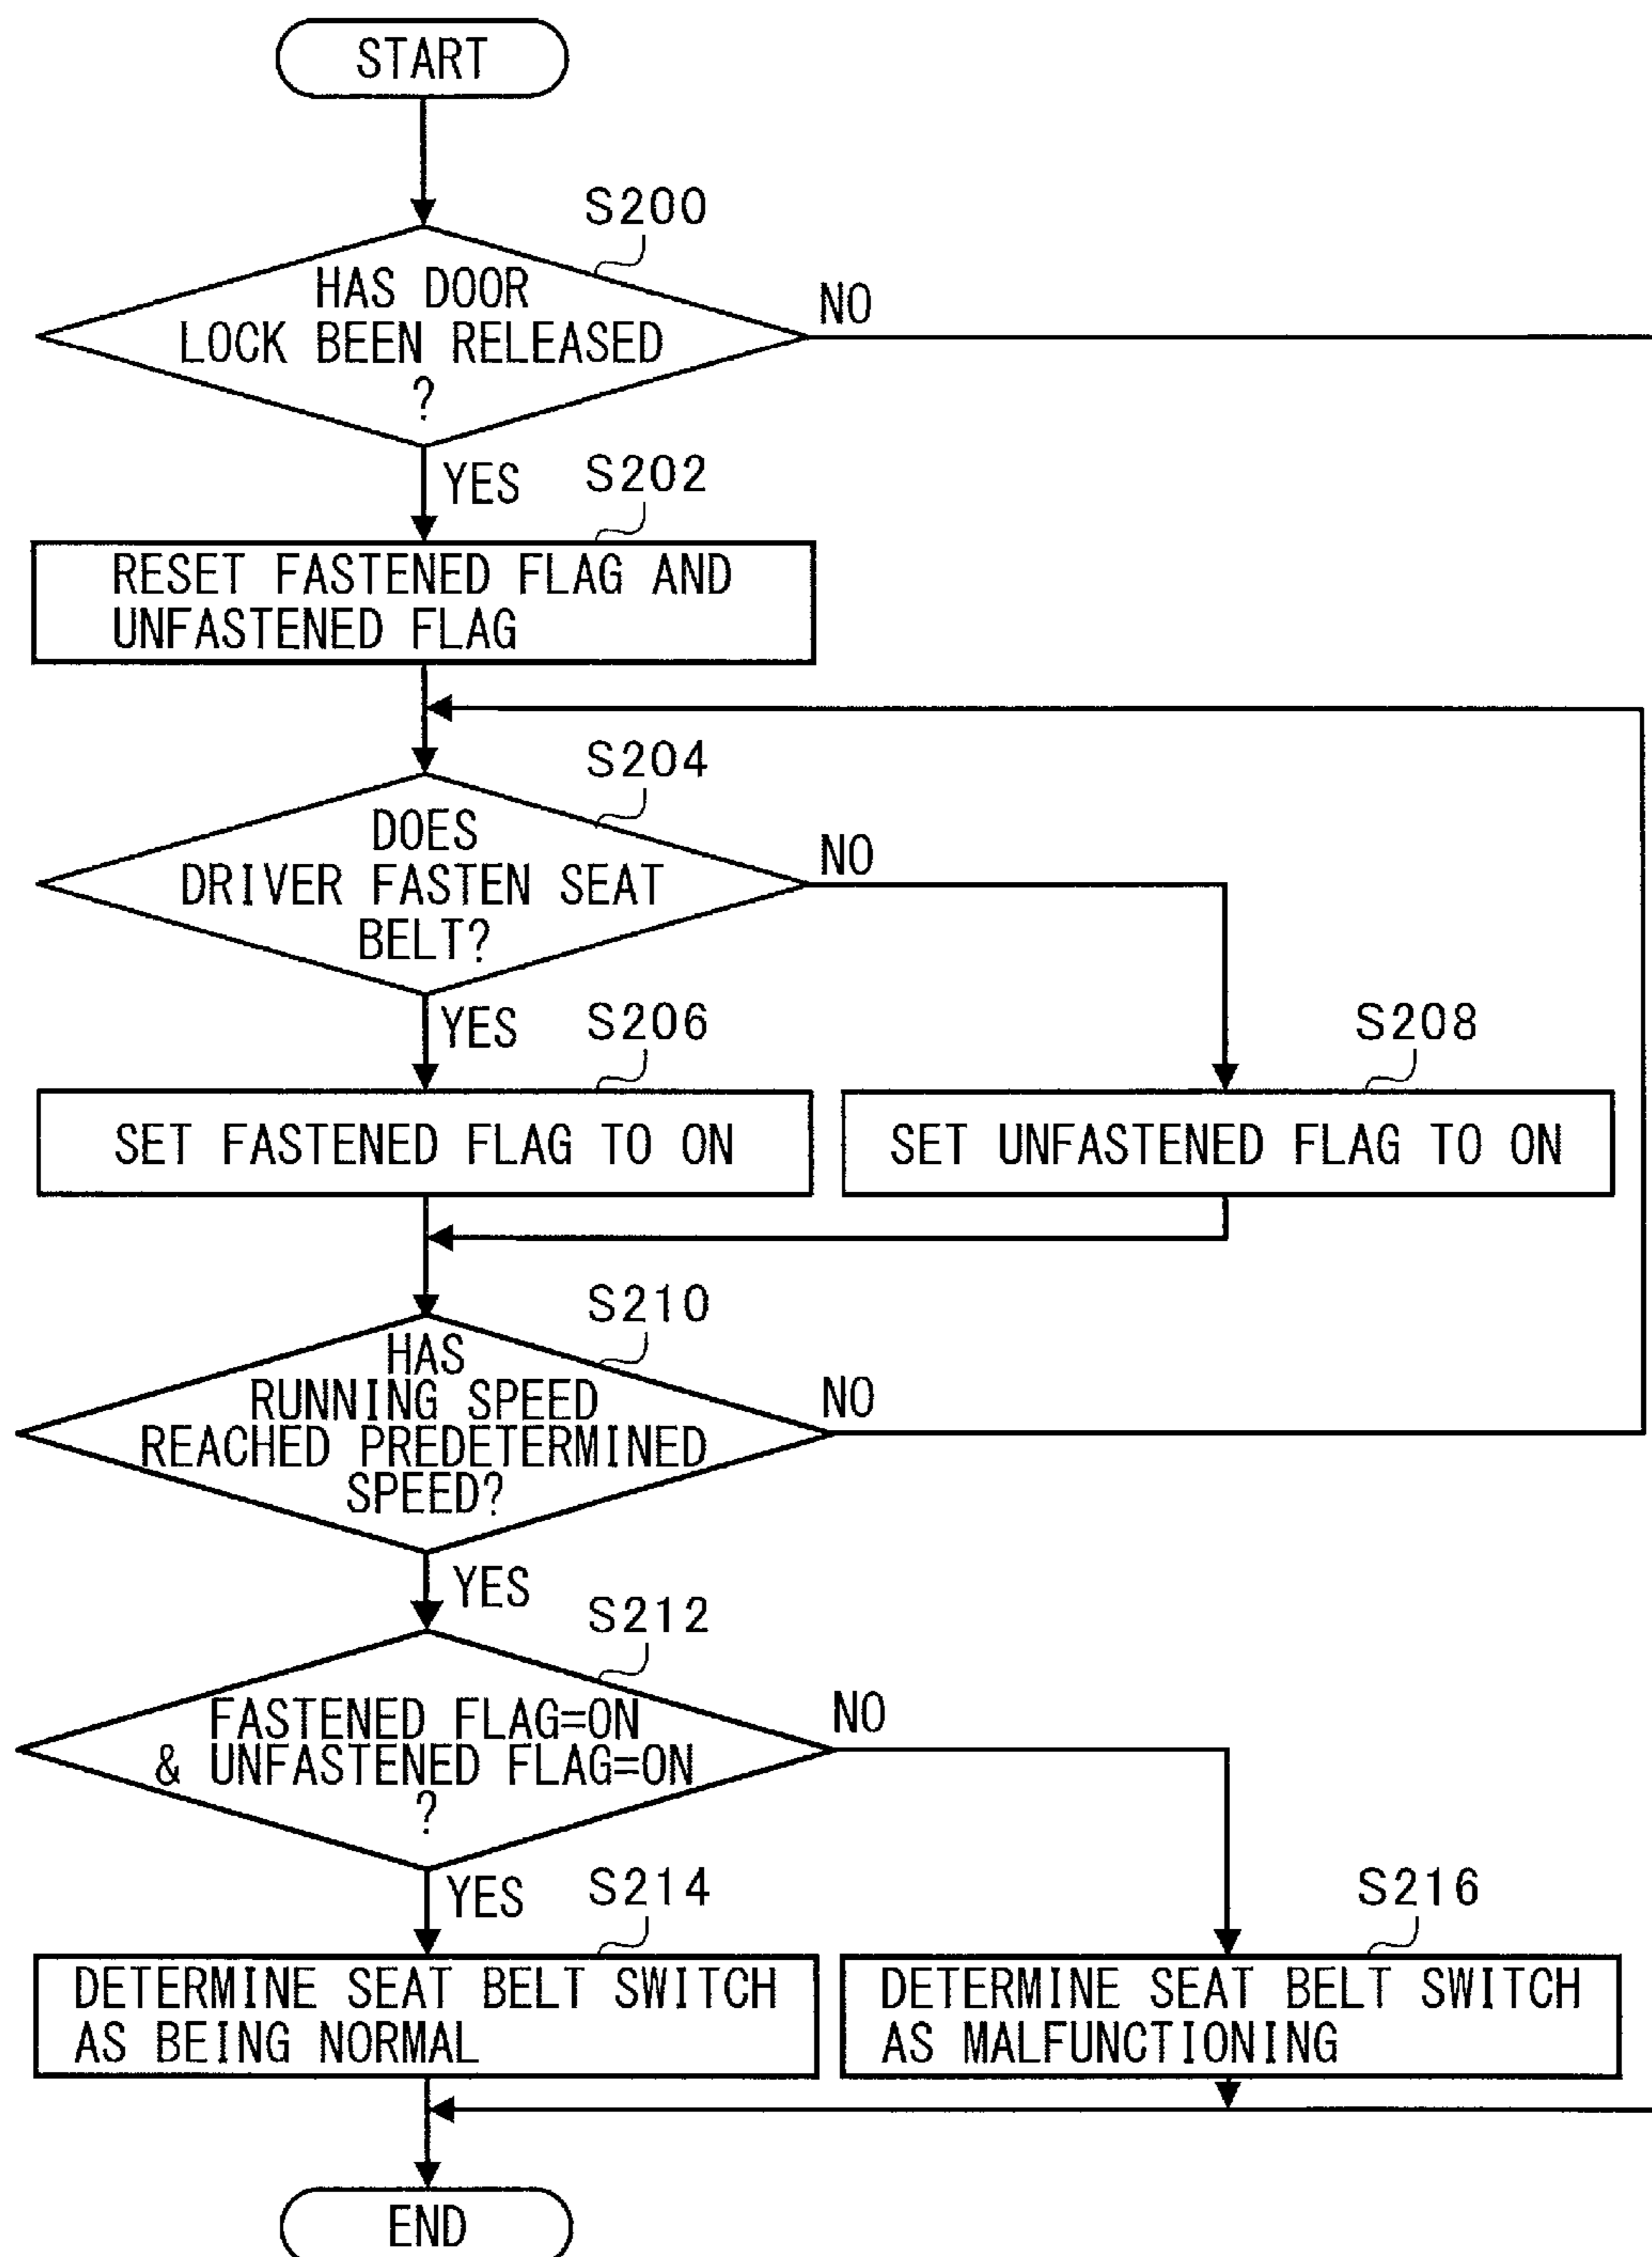 START
S200
HAS DOOR
LOCK BEEN RELEASED
?
NO
YES
S202
RESET FASTENED FLAG AND
UNFASTENED FLAG
S204
DOES
DRIVER FASTEN SEAT
BELT?
NO
YES
S206
S208
SET FASTENED FLAG TO ON
SET UNFASTENED FLAG TO ON
S210
HAS
RUNNING SPEED
REACHED PREDETERMINED
SPEED?
NO
YES
S212
FASTENED FLAG=ON
& UNFASTENED FLAG=ON
?
NO
YES
S214
S216
DETERMINE SEAT BELT SWITCH
AS BEING NORMAL
DETERMINE SEAT BELT SWITCH
AS MALFUNCTIONING
END